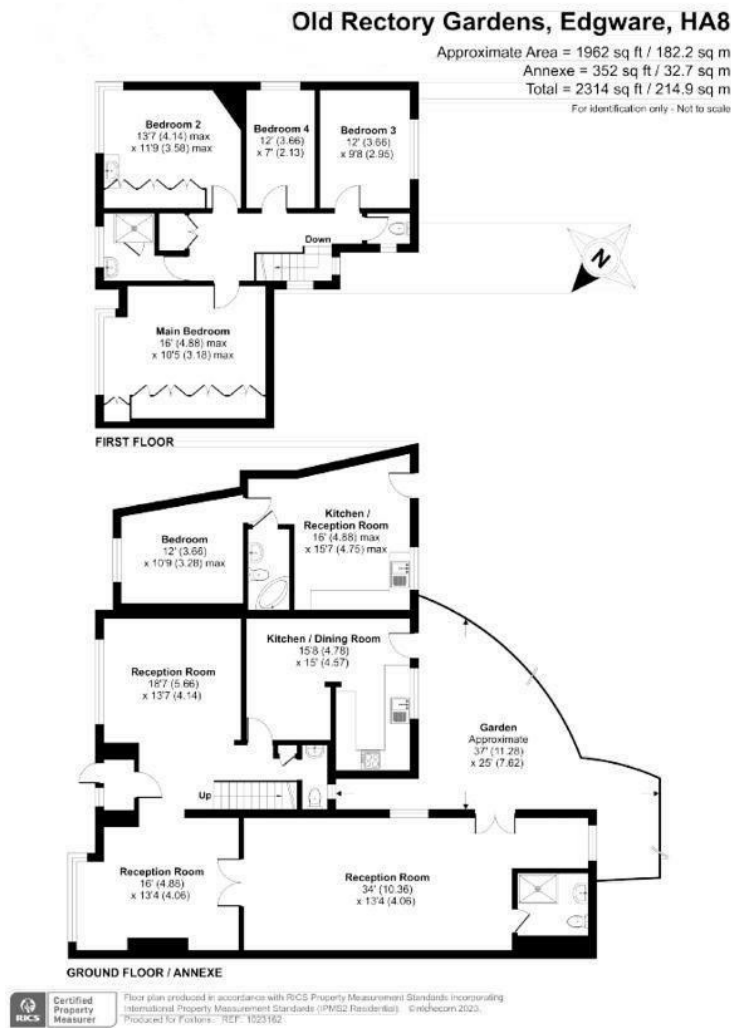 Old Rectory Gardens, Edgware, HA8
Approximate Area = 1962 sq ft / 182.2 sq m
Annexe = 352 sq ft / 32.7 sq m
Total = 2314 sq ft / 214.9 sq m
For identification only - Not to scale
Bedroom 2
13'7 (4.14) max
x 11'9 (3.58) max
Bedroom 4
12' (3.66)
x 7' (2.13)
Bedroom 3
12' (3.66)
x 9'8 (2.95)
Down
N
Main Bedroom
16' (4.88) max
x 10'5 (3.18) max
FIRST FLOOR
Kitchen /
Reception Room
16' (4.88) max
x 15'7 (4.75) max
Bedroom
12' (3.66)
x 10'9 (3.28) max
Kitchen / Dining Room
15'8 (4.78)
x 15' (4.57)
Reception Room
18'7 (5.66)
x 13'7 (4.14)
Garden
Approximate
37' (11.28)
x 25' (7.62)
Up
Reception Room
16' (4.88)
x 13'4 (4.06)
Reception Room
34' (10.36)
x 13'4 (4.06)
GROUND FLOOR / ANNEXE
RICS
Certified
Property
Measurer
Floor plan produced in accordance with RICS Property Measurement Standards incorporating
International Property Measurement Standards (IPMS2 Residential). ©nichecom 2023.
Produced for Foxtons. REF: 1023162